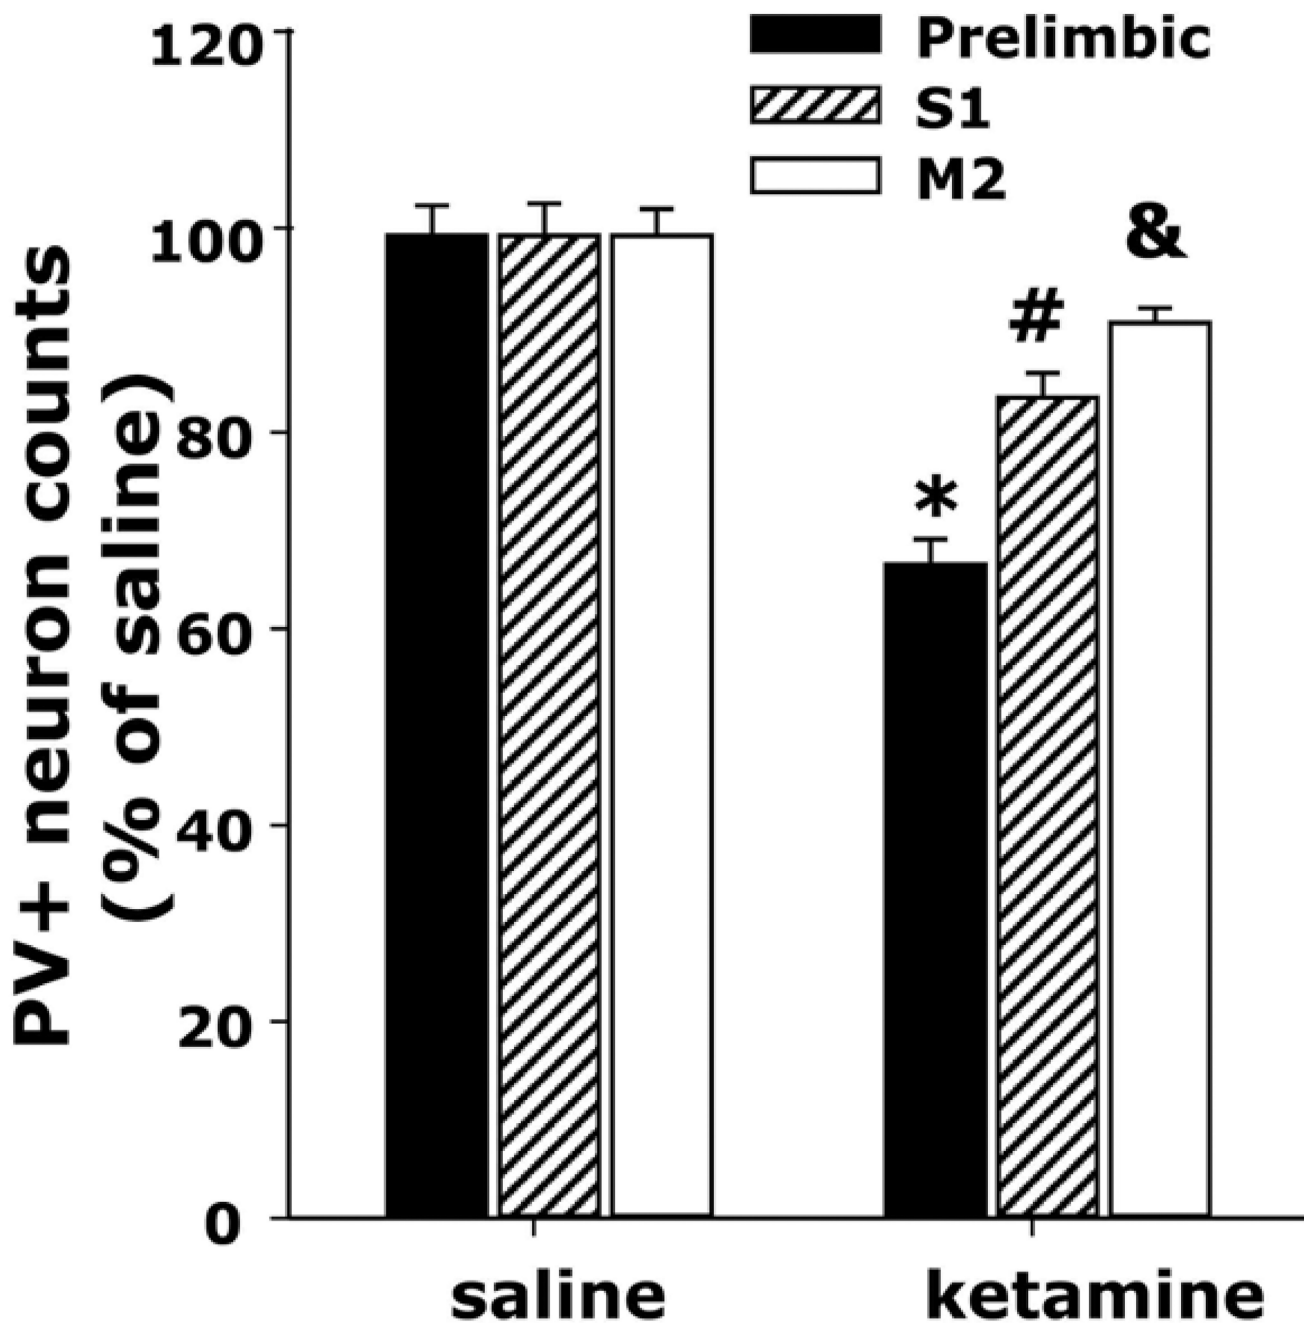 PV+ neuron counts
(% of saline)
120
100
80
60
40
20
0
Prelimbic
S1
M2
*
#
&
saline
ketamine